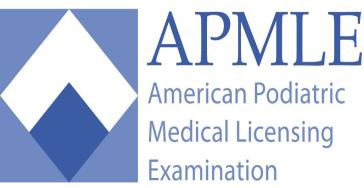 APMLE
American Podiatric
Medical Licensing
Examination